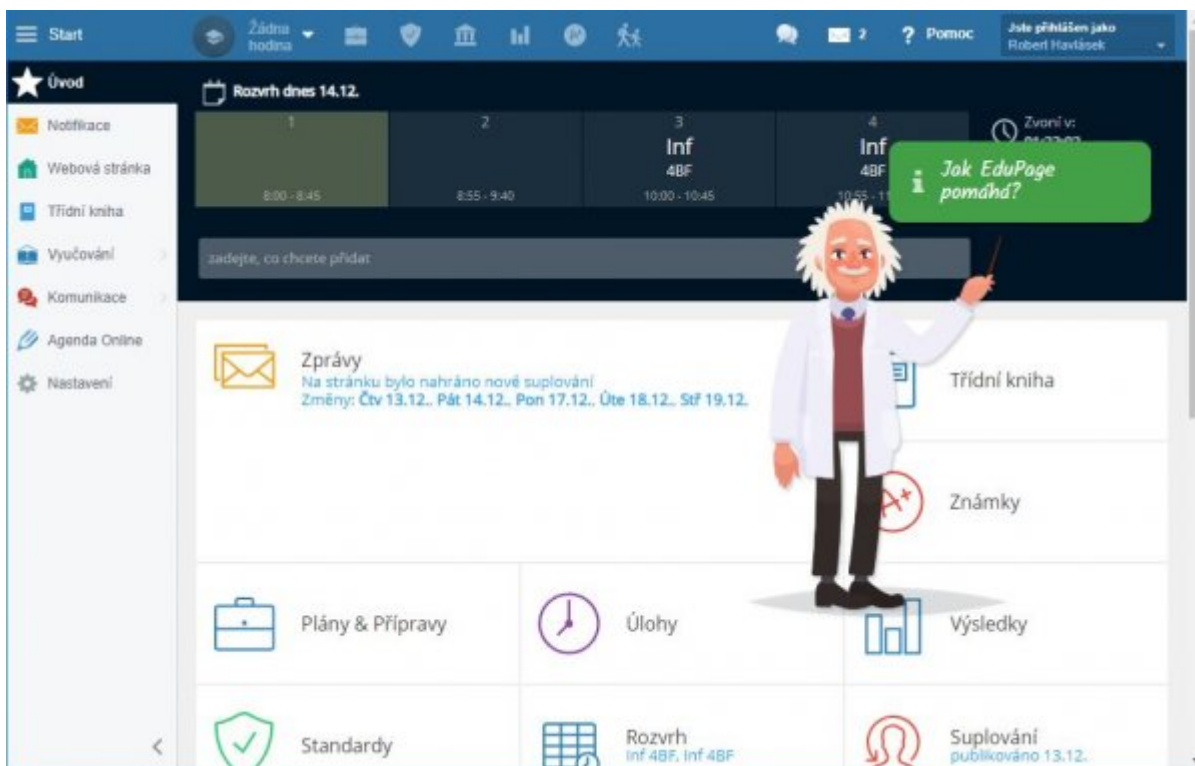 Start
Žádná
hodina
2
Pomoc
Jste přihlášen jako
Robert Havlásek
Úvod
Notifikace
Webová stránka
Třídní kniha
Vyučování
Komunikace
Agenda Online
Nastavení
Rozvrh dnes 14.12.
1
8:00 - 8:45
2
8:55 - 9:40
3
Inf
4BF
10:00 - 10:45
4
Inf
4BF
10:55 - 11
Zvoní v:
Jak EduPage
pomáhá?
zadejte, co chcete přidat
Zprávy
Na stránku bylo nahráno nové suplování
Změny: Čtv 13.12., Pát 14.12., Pon 17.12., Úte 18.12., Stř 19.12.
Třídní kniha
A+
Známky
Plány & Přípravy
Úlohy
Výsledky
Standardy
Rozvrh
Inf 4BF, Inf 4BF
Suplování
publikováno 13.12.